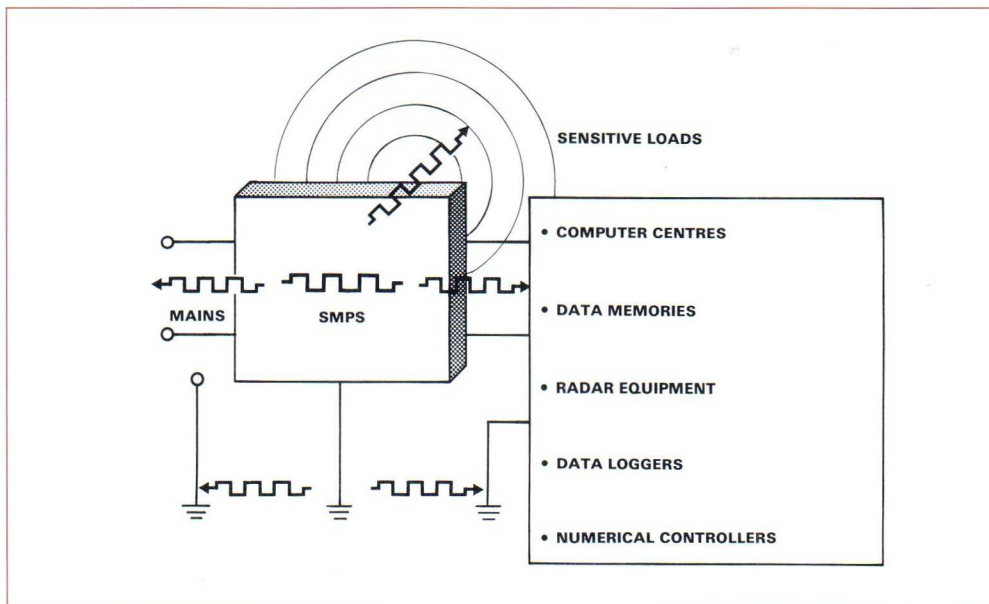 SENSITIVE LOADS
• COMPUTER CENTRES
MAINS
SMPS
• DATA MEMORIES
• RADAR EQUIPMENT
• DATA LOGGERS
• NUMERICAL CONTROLLERS